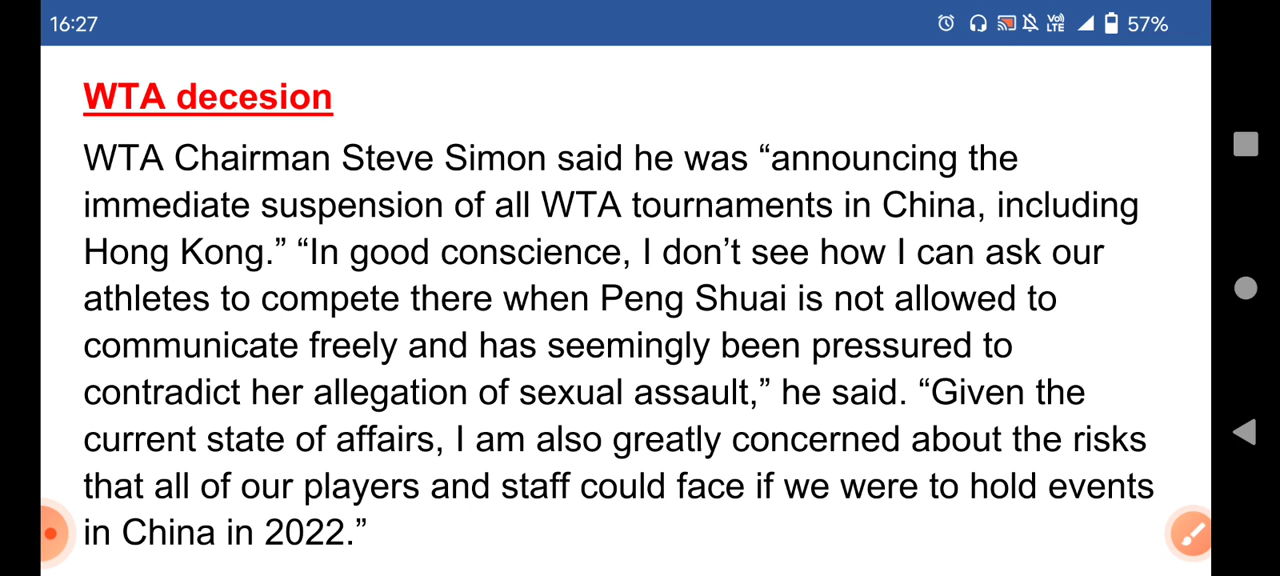 16:27
Vo) LTE
57%
WTA decesion
WTA Chairman Steve Simon said he was “announcing the
immediate suspension of all WTA tournaments in China, including
Hong Kong.” “In good conscience, I don’t see how I can ask our
athletes to compete there when Peng Shuai is not allowed to
communicate freely and has seemingly been pressured to
contradict her allegation of sexual assault,” he said. “Given the
current state of affairs, I am also greatly concerned about the risks
that all of our players and staff could face if we were to hold events
in China in 2022.”